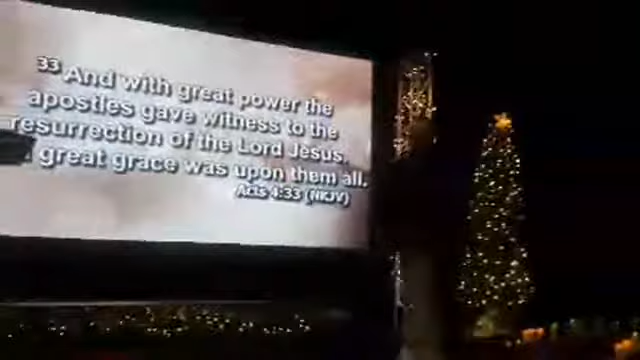 33 And with great power the
apostles gave witness to the
resurrection of the Lord Jesus.
great grace was upon them all.
Acts 4:33 (NKJV)